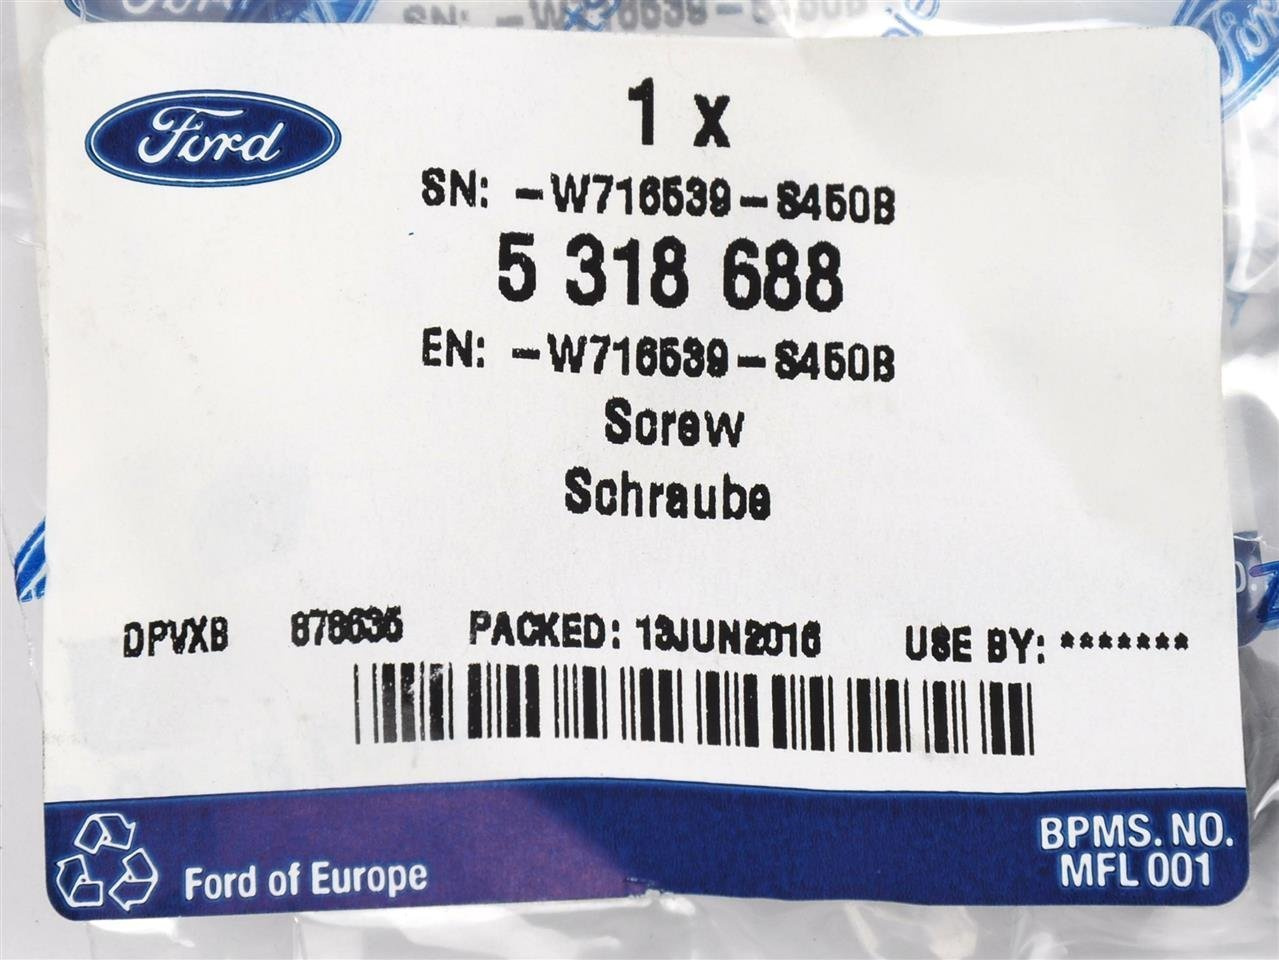 Ford
1 x
SN: -W716539-S450B
5 318 688
EN: -W716539-S450B
Screw
Schraube
DPVXB 878635 PACKED: 13JUN2016 USE BY: *******
Ford of Europe
BPMS. NO.
MFL 001